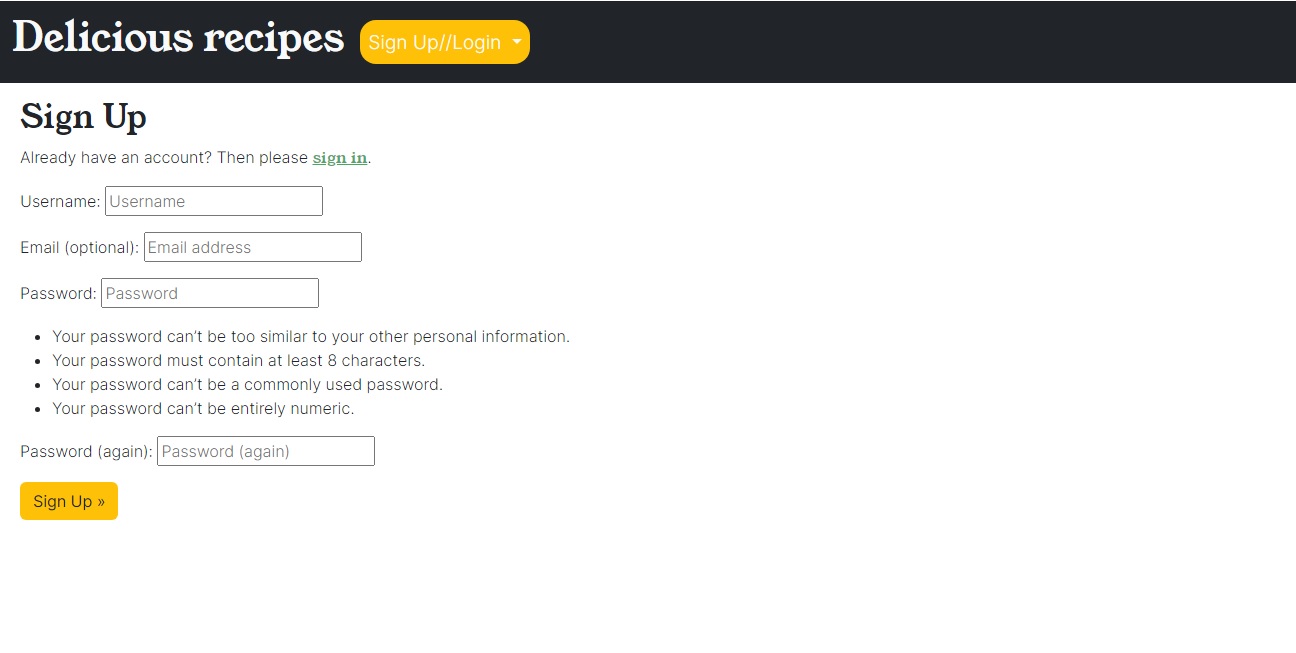 Delicious recipes Sign Up//Login
Sign Up
Already have an account? Then please sign in.
Username: Username
Email (optional): Email address
Password: Password
Your password can’t be too similar to your other personal information.
Your password must contain at least 8 characters.
Your password can’t be a commonly used password.
Your password can’t be entirely numeric.
Password (again): Password (again)
Sign Up »